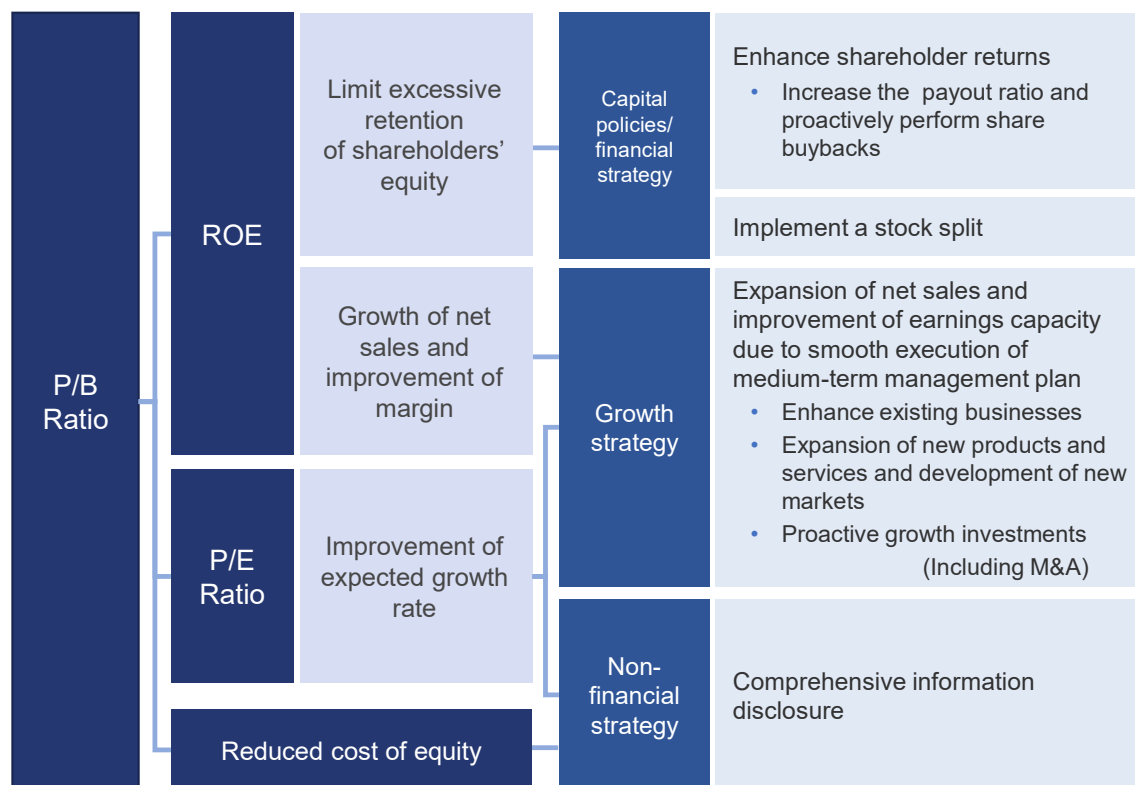 P/B
Ratio
ROE
Limit excessive
retention
of shareholders’
equity
Capital
policies/
financial
strategy
Enhance shareholder returns
• Increase the payout ratio and
proactively perform share
buybacks
Implement a stock split
Growth of net
sales and
improvement of
margin
Growth
strategy
Expansion of net sales and
improvement of earnings capacity
due to smooth execution of
medium-term management plan
• Enhance existing businesses
• Expansion of new products and
services and development of new
markets
• Proactive growth investments
(Including M&A)
P/E
Ratio
Improvement of
expected growth
rate
Non-
financial
strategy
Comprehensive information
disclosure
Reduced cost of equity